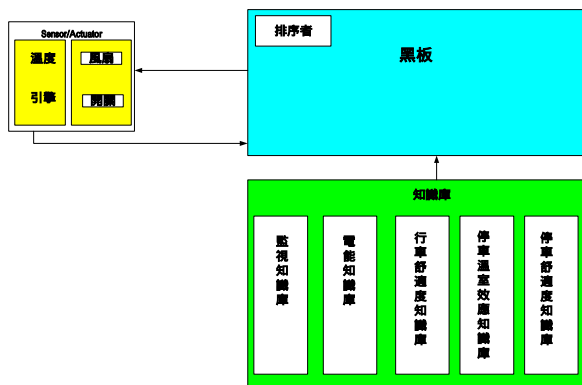 Sensor/Actuator
溫度
引擎
風扇
開關
排序者
黑板
知識庫
監視知識庫
電能知識庫
行車舒適度知識庫
停車溫室效應知識庫
停車舒適度知識庫